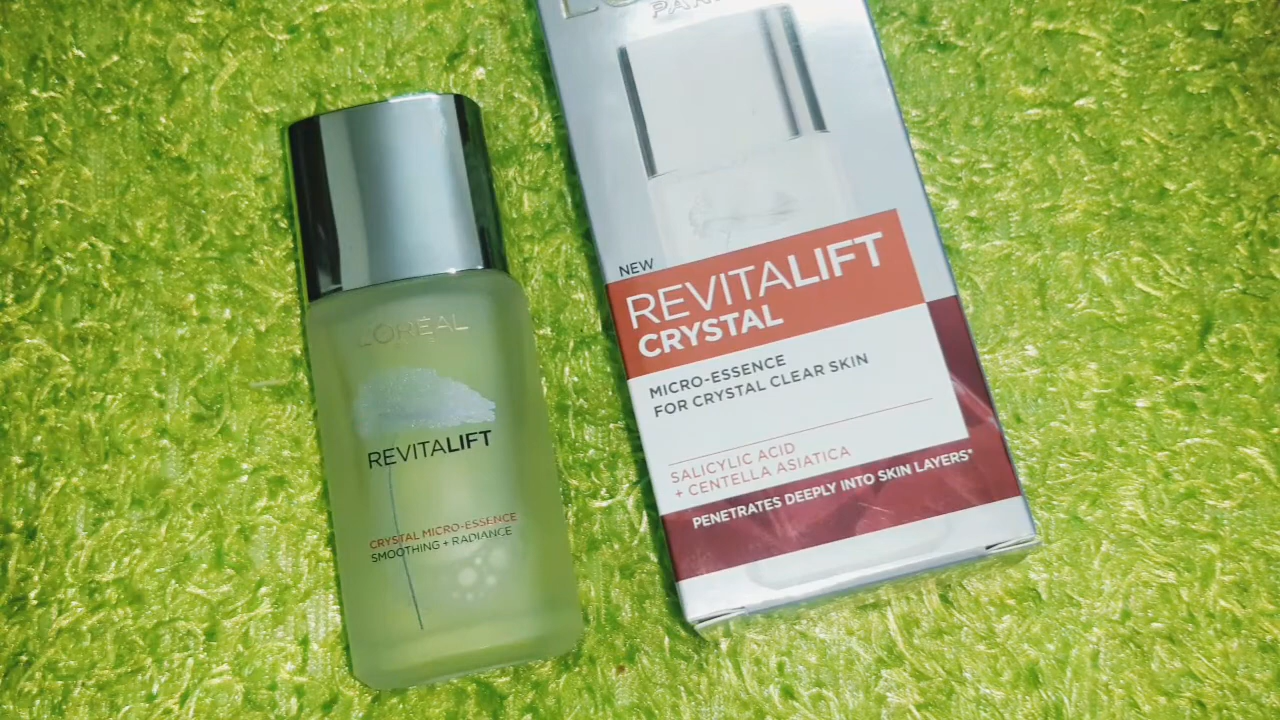 L'ORÉAL
REVITALIFT
CRYSTAL MICRO-ESSENCE
SMOOTHING + RADIANCE
NEW
REVITALIFT
CRYSTAL
MICRO-ESSENCE
FOR CRYSTAL CLEAR SKIN
SALICYLIC ACID
+ CENTELLA ASIATICA
PENETRATES DEEPLY INTO SKIN LAYERS*